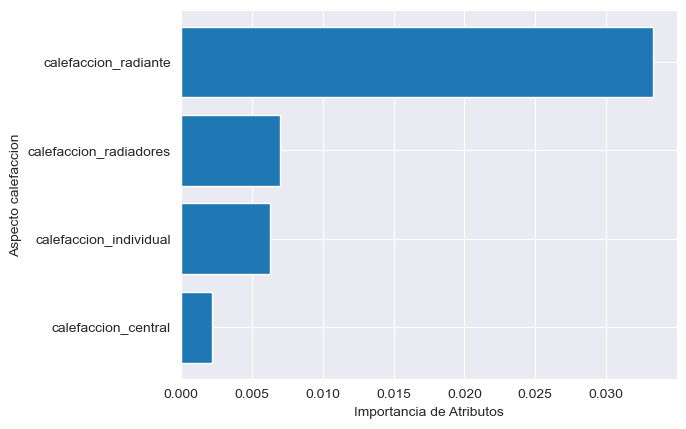 calefaccion_radiante
calefaccion_radiadores
calefaccion_individual
calefaccion_central
Aspecto calefaccion
0.000 0.005 0.010 0.015 0.020 0.025 0.030
Importancia de Atributos